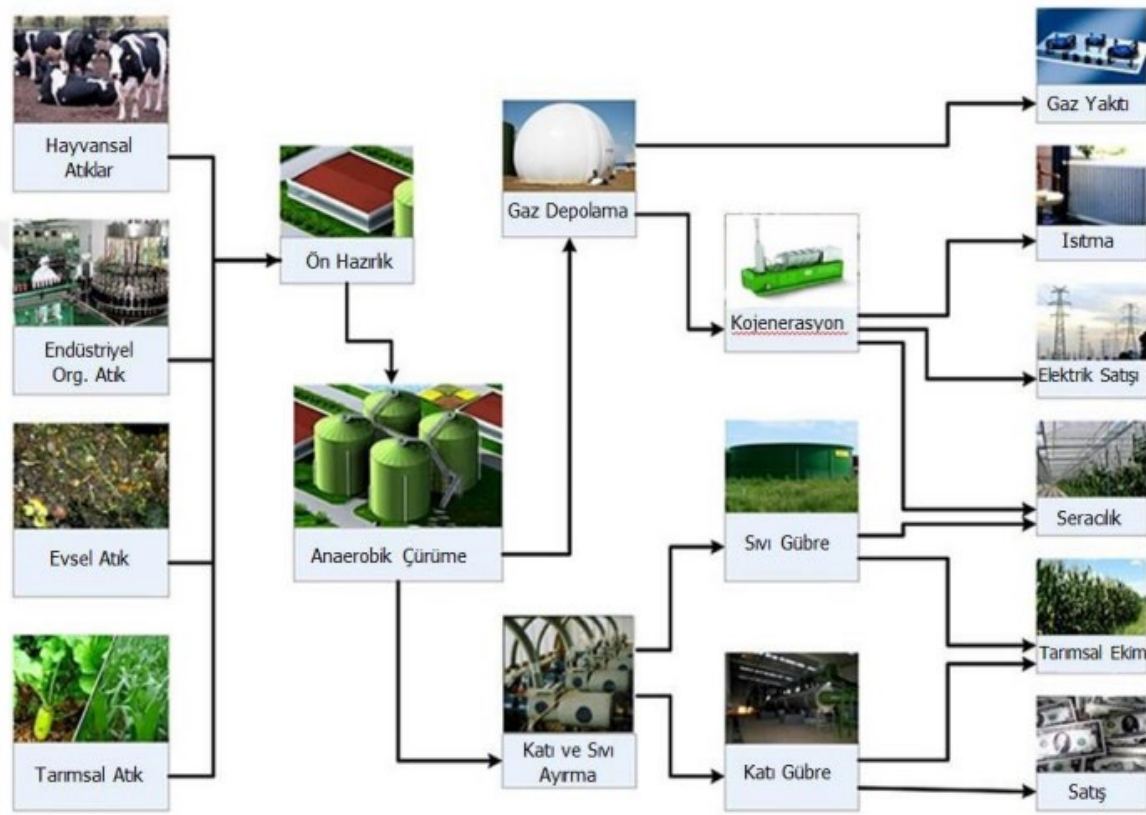 Hayvansal
Atıklar
Endüstriyel
Org. Atık
Evsel Atık
Tarımsal Atık
Ön Hazırlık
Anaerobik Çürüme
Gaz Depolama
Katı ve Sıvı
Ayırma
Kojenerasyon
Sıvı Gübre
Katı Gübre
Gaz Yakıtı
Isıtma
Elektrik Satışı
Seracılık
Tarımsal Ekim
Satış